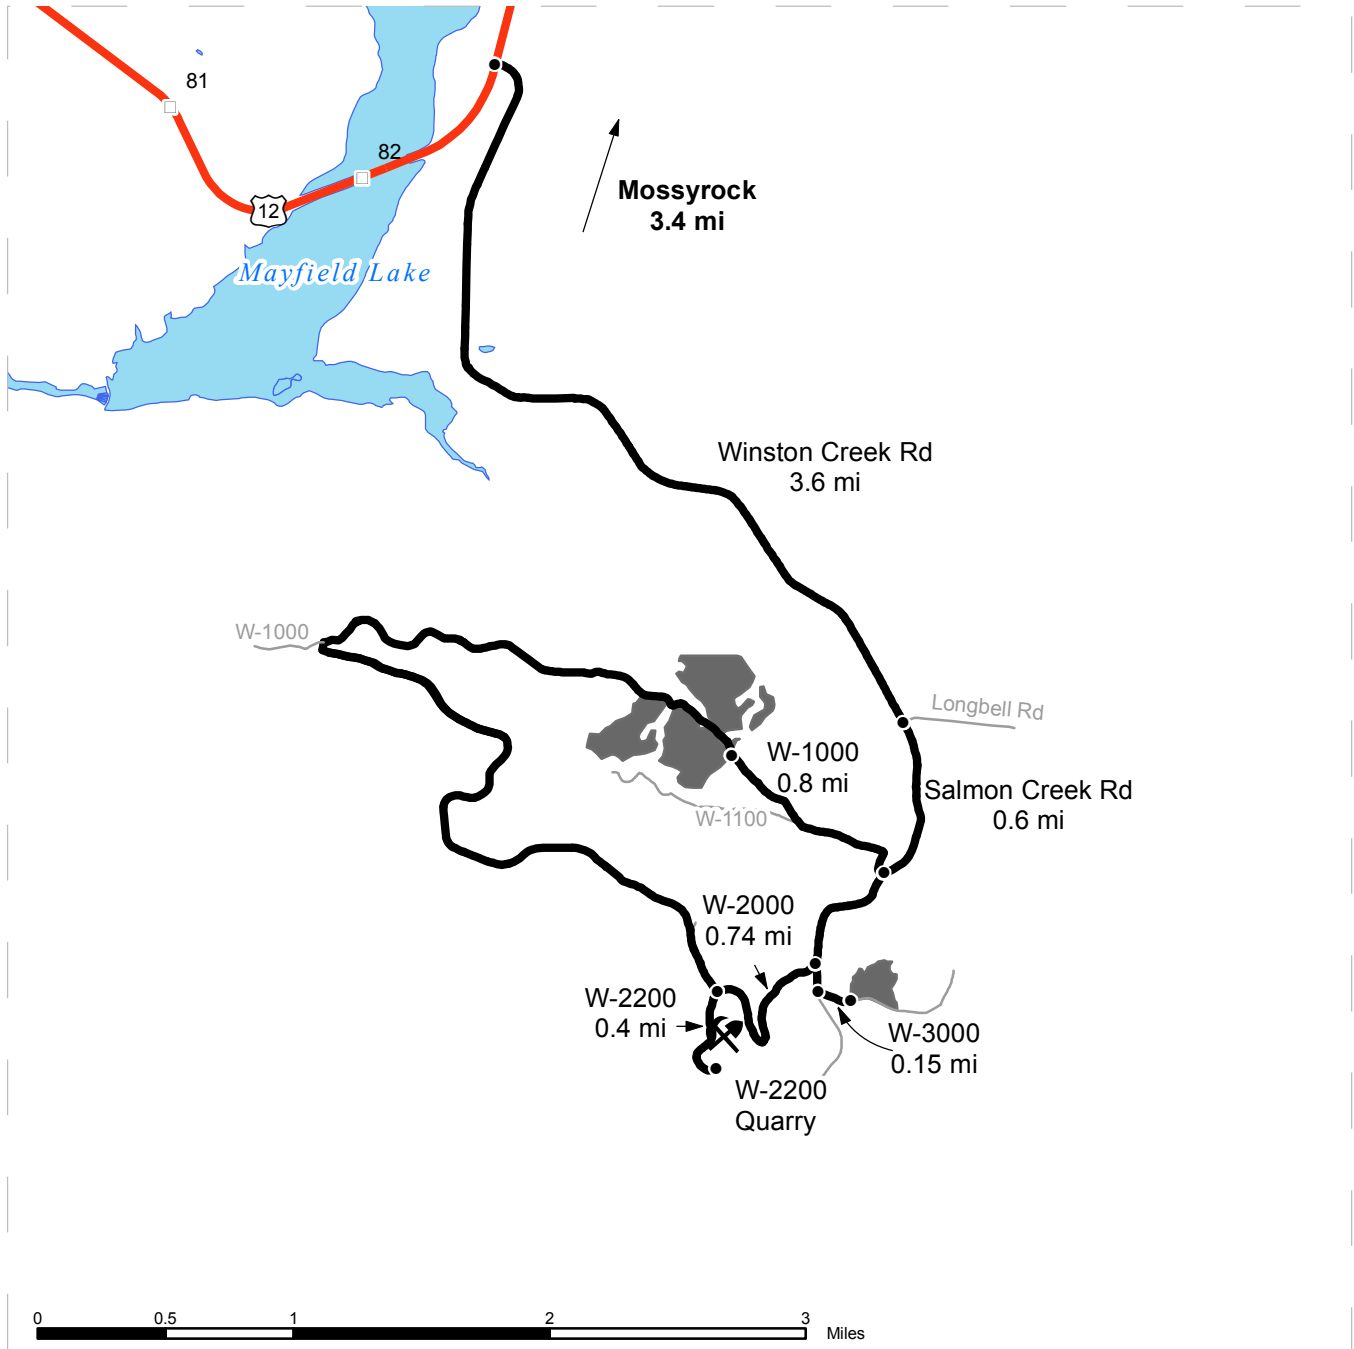 81
82
12
Mossyrock
3.4 mi
Mayfield Lake
Winston Creek Rd
3.6 mi
W-1000
Longbell Rd
W-1000
0.8 mi
Salmon Creek Rd
0.6 mi
W-1100
W-2000
0.74 mi
W-2200
0.4 mi
W-3000
0.15 mi
W-2200
Quarry
0 0.5 1 2 3
Miles